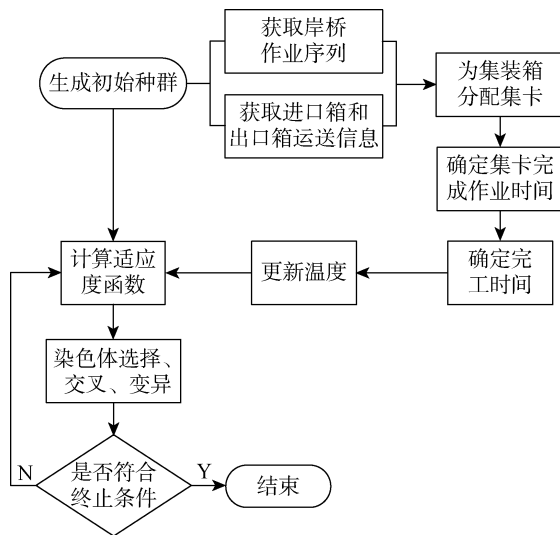 获取岸桥
作业序列
生成初始种群
获取进口箱和
出口箱运送信息
为集装箱
分配集卡
确定集卡完
成作业时间
确定完
工时间
更新温度
计算适应
度函数
染色体选择、
交叉、变异
是否符合
终止条件
N
Y
结束